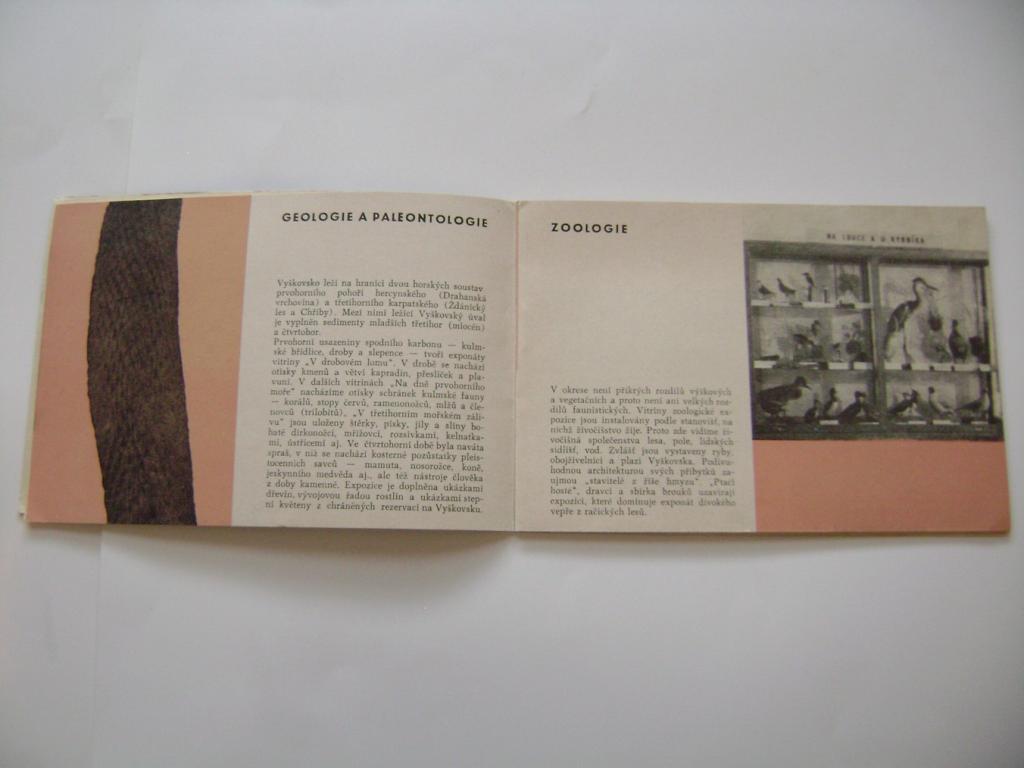 GEOLOGIE A PALEONTOLOGIE
Vyškovsko leží na hranici dvou horských soustav
prvohorního pohoří hercynského (Drahanská
vrchovina) a třetihorního karpatského (Ždánický
les a Chřiby). Mezi nimi ležící Vyškovský úval
je vyplněn sedimenty mladších třetihor (miocén)
a čtvrtohor.
Prvohorní usazeniny spodního karbonu — kulm-
ské břidlice, droby a slepence — tvoří exponáty
vitriny „V drobovém lomu". V drobě se nachází
otisky kmenů a větví kapradin, přesliček a pla-
vuní. V dalších vitrinách „Na dně prvohorního
moře" nacházíme otisky schránek kulmské fauny
— korálů, stopy červů, ramenonožců, mlžů a čle-
novců (trilobitů). „V třetihorním mořském záli-
vu" jsou uloženy štěrky, písky, jíly a slíny bo-
haté dírkonožci, mřížovci, rozsivkami, kelnatka-
mi, ústřicemi aj. Ve čtvrtohorní době byla naváta
spraš, v níž se nachází kosterné pozůstatky pleis-
tocenních savců — mamuta, nosorožce, koně,
jeskynního medvěda aj., ale též nástroje člověka
z doby kamenné. Expozice je doplněna ukázkami
dřevin, vývojovou řadou rostlin a ukázkami step-
ní květeny z chráněných rezervací na Vyškovsku.
ZOOLOGIE
V okrese není příkrých rozdílů výškových
a vegetačních a proto není ani velkých roz-
dílů faunistických. Vitriny zoologické ex-
pozice jsou instalovány podle stanovišť, na
nichž živočišstvo žije. Proto zde vidíme ži-
vočišná společenstva lesa, pole, lidských
sídlišť, vod. Zvlášť jsou vystaveny ryby,
obojživelníci a plazi Vyškovska. Podivu-
hodnou architekturou svých příbytků za-
ujmou „stavitelé z říše hmyzu". „Ptačí
hosté", dravci a sbírka brouků uzavírají
expozici, které dominuje exponát divokého
vepře z račických lesů.
NA LOUCE A U RYBNÍKA